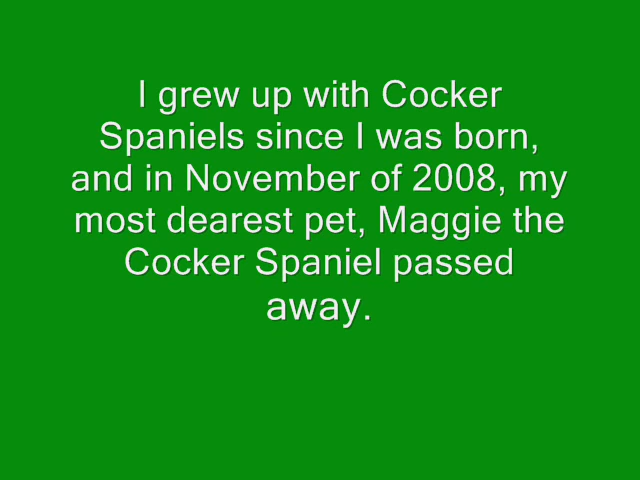 I grew up with Cocker
Spaniels since I was born,
and in November of 2008, my
most dearest pet, Maggie the
Cocker Spaniel passed
away.